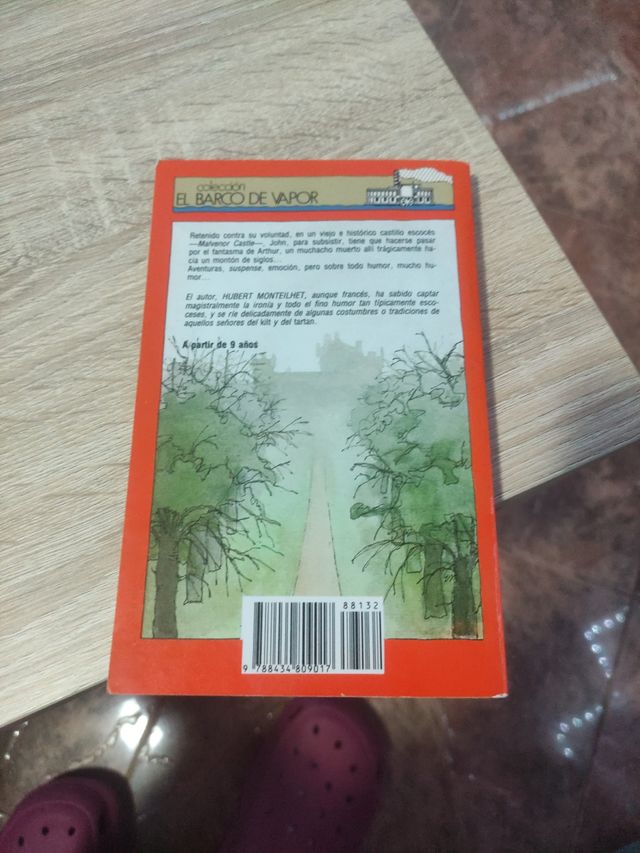 colección
EL BARCO DE VAPOR
Retenido contra su voluntad, en un viejo e histórico castillo escocés
—Malvenor Castle—, John, para subsistir, tiene que hacerse pasar
por el fantasma de Arthur, un muchacho muerto allí trágicamente ha-
cía un montón de siglos...
Aventuras, suspense, emoción, pero sobre todo humor, mucho hu-
mor...
El autor, HUBERT MONTEILHET, aunque francés, ha sabido captar
magistralmente la ironía y todo el fino humor tan típicamente esco-
ceses, y se ríe delicadamente de algunas costumbres o tradiciones de
aquellos señores del kilt y del tartán.
A partir de 9 años
88132
9 788434 809017